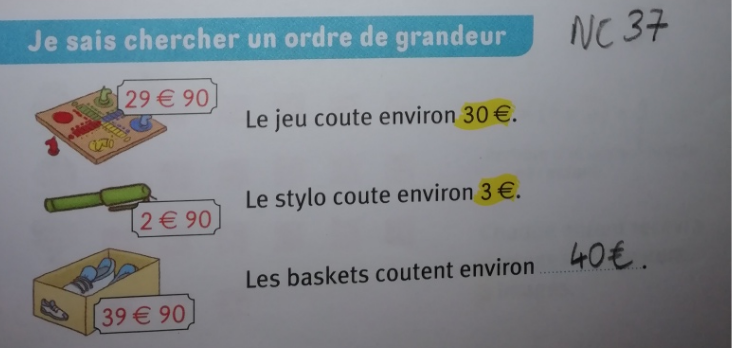 Je sais chercher un ordre de grandeur
NC 37
29 € 90
Le jeu coute environ 30 €.
2 € 90
Le stylo coute environ 3 €.
39 € 90
Les baskets coutent environ 40€.